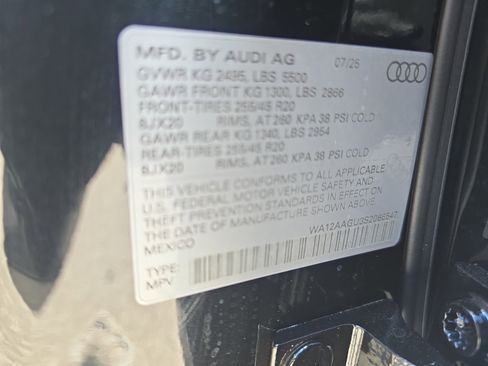 MFD. BY AUDI AG 07/25
GVWR KG 2495, LBS 5500
GAWR FRONT KG 1300, LBS 2866
FRONT-TIRES 255/45 R20
8JX20 RIMS, AT 260 KPA 38 PSI COLD
GAWR REAR KG 1340, LBS 2954
REAR-TIRES 255/45 R20
8JX20 RIMS, AT 260 KPA 38 PSI COLD
THIS VEHICLE CONFORMS TO ALL APPLICABLE
U.S. FEDERAL MOTOR VEHICLE SAFETY AND
THEFT PREVENTION STANDARDS IN EFFECT ON
THE DATE OF MANUFACTURE SHOWN ABOVE.
MEXICO WA12AAGU3S2086547
TYPE:
MPV